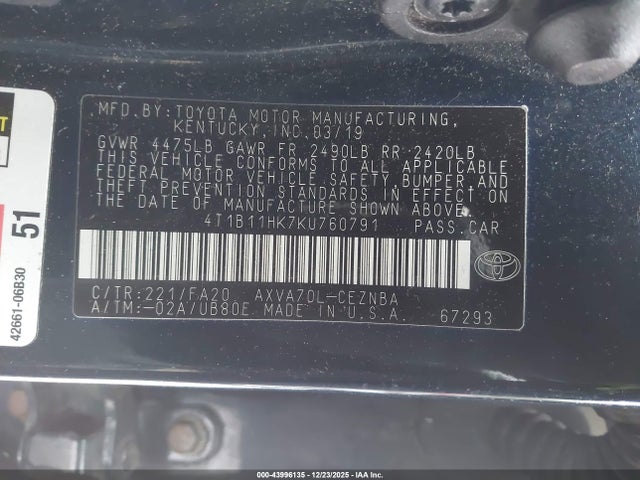 MFD.BY:TOYOTA MOTOR MANUFACTURING,
KENTUCKY, INC. 03/19
GVWR 4475LB GAWR FR 2490LB RR 2420LB
THIS VEHICLE CONFORMS TO ALL APPLICABLE
FEDERAL MOTOR VEHICLE SAFETY, BUMPER, AND
THEFT PREVENTION STANDARDS IN EFFECT ON
THE DATE OF MANUFACTURE SHOWN ABOVE.
4T1B11HK7KU760791 PASS.CAR
C/TR:221/FA20 AXVA70L-CEZNBA
A/TM:-02A/UB80E MADE IN U.S.A. 67293
51
42661-06B30
000-43996135 - 12/23/2025 - IAAI.CA